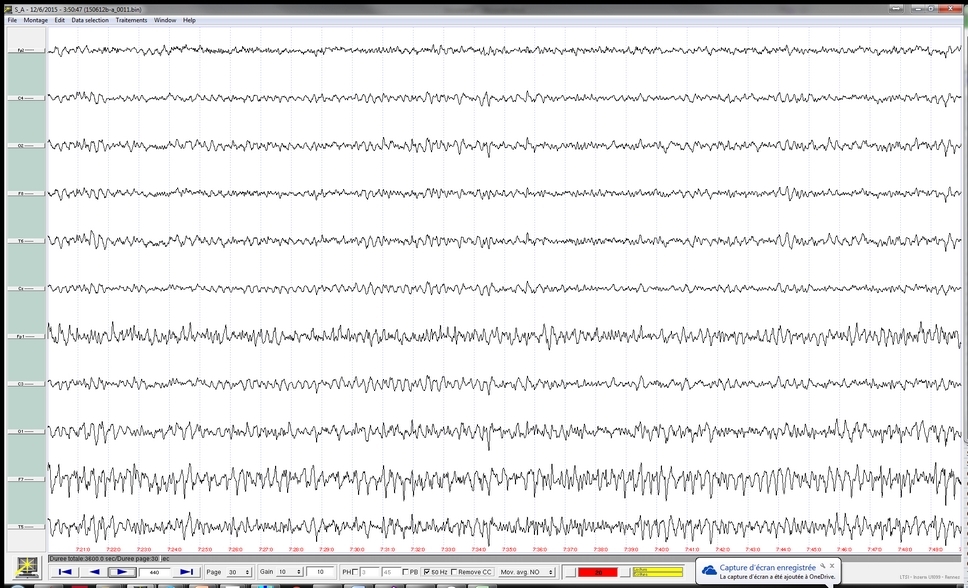 S_A - 12/6/2015 - 3:50:47 (150612b-a_0011.bin)
File Montage Edit Data selection Traitements Window Help
Fp2
C4
O2
F8
T6
Cz
Fp1
C3
O1
F7
T5
7:21.0 7:22.0 7:23.0 7:24.0 7:25.0 7:26.0 7:27.0 7:28.0 7:29.0 7:30.0 7:31.0 7:32.0 7:33.0 7:34.0 7:35.0 7:36.0 7:37.0 7:38.0 7:39.0 7:40.0 7:41.0 7:42.0 7:43.0 7:44.0 7:45.0 7:46.0 7:47.0 7:48.0 7:49.0
Duree totale:3600.0 sec/Duree page:30 sec
440 Page 30 Gain 10 10 PH 3 45 PB 50 Hz Remove CC Mov. avg. NO
Capture d'écran enregistrée
La capture d'écran a été ajoutée à OneDrive.